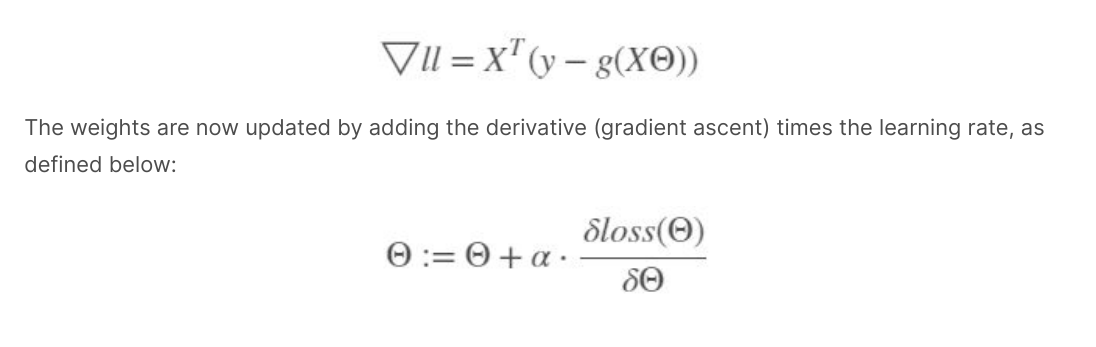 ▽ll = X^T(y − g(XΘ))
The weights are now updated by adding the derivative (gradient ascent) times the learning rate, as
defined below:
Θ := Θ + α · δloss(Θ) / δΘ